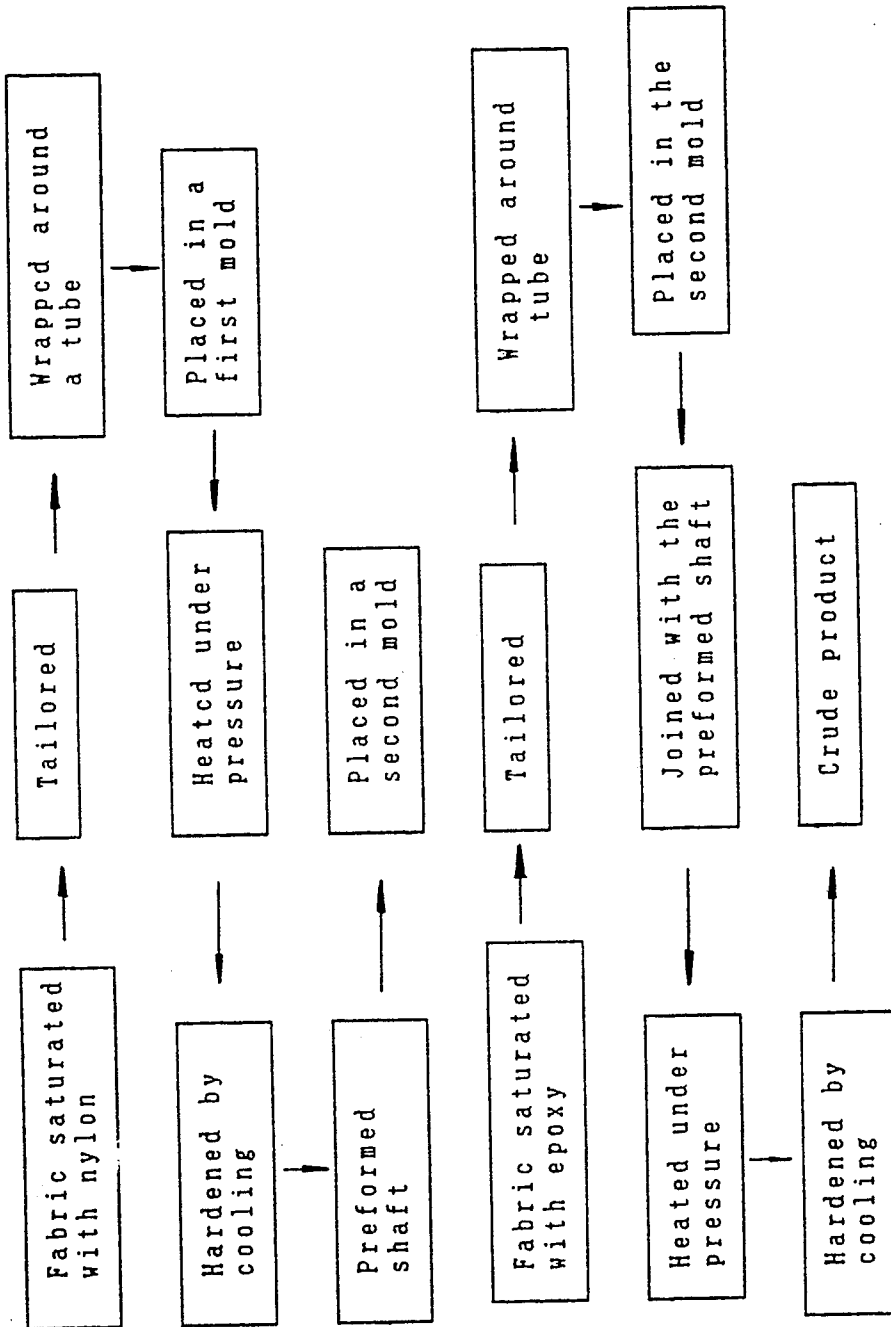 Fabric saturated
with nylon
Tailored
Wrappcd around
a tube
Placed in a
first mold
Heatcd under
pressure
Hardened by
cooling
Preformed
shaft
Placed in a
second mold
Fabric saturated
with epoxy
Tailored
Wrapped around
tube
Placed in the
second mold
Joined with the
preformed shaft
Heated under
pressure
Hardened by
cooling
Crude product